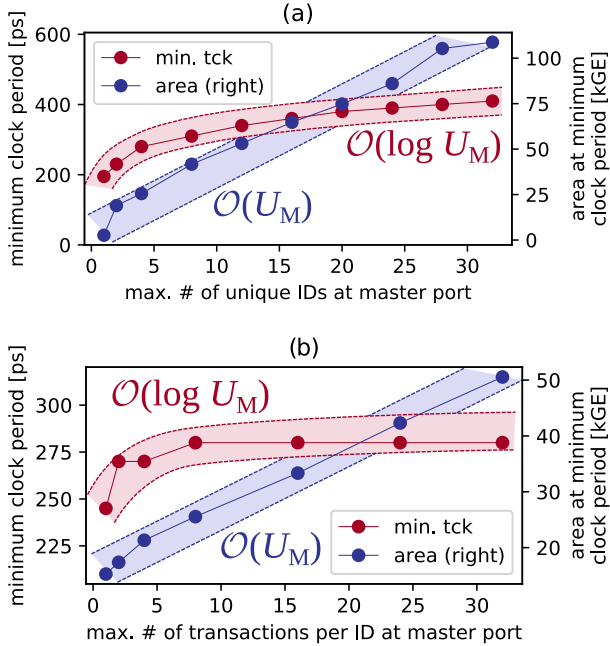 (a)
minimum clock period [ps]
600
400
200
0
min. tck
area (right)
O(log U_M)
O(U_M)
100
75
50
25
0
area at minimum
clock period [kGE]
0 5 10 15 20 25 30
max. # of unique IDs at master port
(b)
minimum clock period [ps]
300
275
250
225
O(log U_M)
O(U_M)
min. tck
area (right)
50
40
30
20
area at minimum
clock period [kGE]
0 5 10 15 20 25 30
max. # of transactions per ID at master port